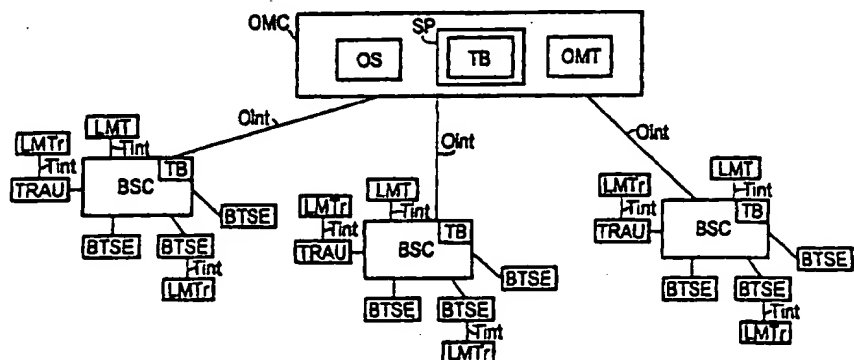 OMC
SP
OS
TB
OMT
Oint
Oint
Oint
LMT
LMTr
Tint
Tint
TRAU
BSC
TB
BTSE
BTSE
BTSE
Tint
LMTr
LMT
LMTr
Tint
Tint
TRAU
BSC
TB
BTSE
BTSE
BTSE
Tint
LMTr
LMT
LMTr
Tint
Tint
TRAU
BSC
TB
BTSE
BTSE
BTSE
Tint
LMTr